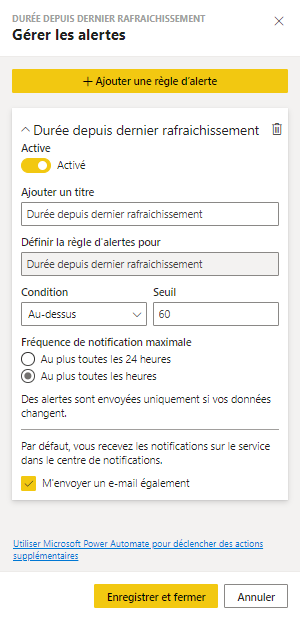 DURÉE DEPUIS DERNIER RAFRAICHISSEMENT
Gérer les alertes
+ Ajouter une règle d'alerte
Durée depuis dernier rafraichissement
Active
Activé
Ajouter un titre
Durée depuis dernier rafraichissement
Définir la règle d'alertes pour
Durée depuis dernier rafraichissement
Condition
Seuil
Au-dessus
60
Fréquence de notification maximale
Au plus toutes les 24 heures
Au plus toutes les heures
Des alertes sont envoyées uniquement si vos données
changent.
Par défaut, vous recevez les notifications sur le service
dans le centre de notifications.
M'envoyer un e-mail également
Utiliser Microsoft Power Automate pour déclencher des actions
supplémentaires
Enregistrer et fermer
Annuler